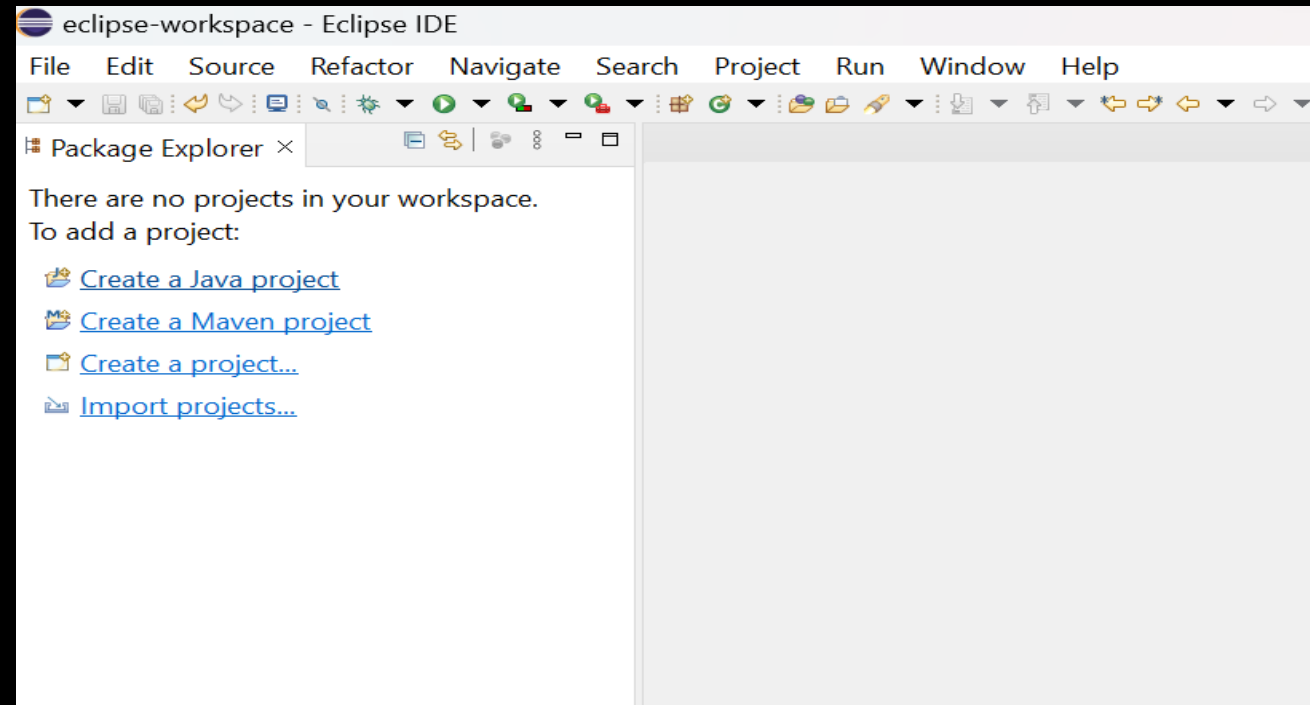 eclipse-workspace - Eclipse IDE
File Edit Source Refactor Navigate Search Project Run Window Help
Package Explorer
There are no projects in your workspace.
To add a project:
Create a Java project
Create a Maven project
Create a project...
Import projects...